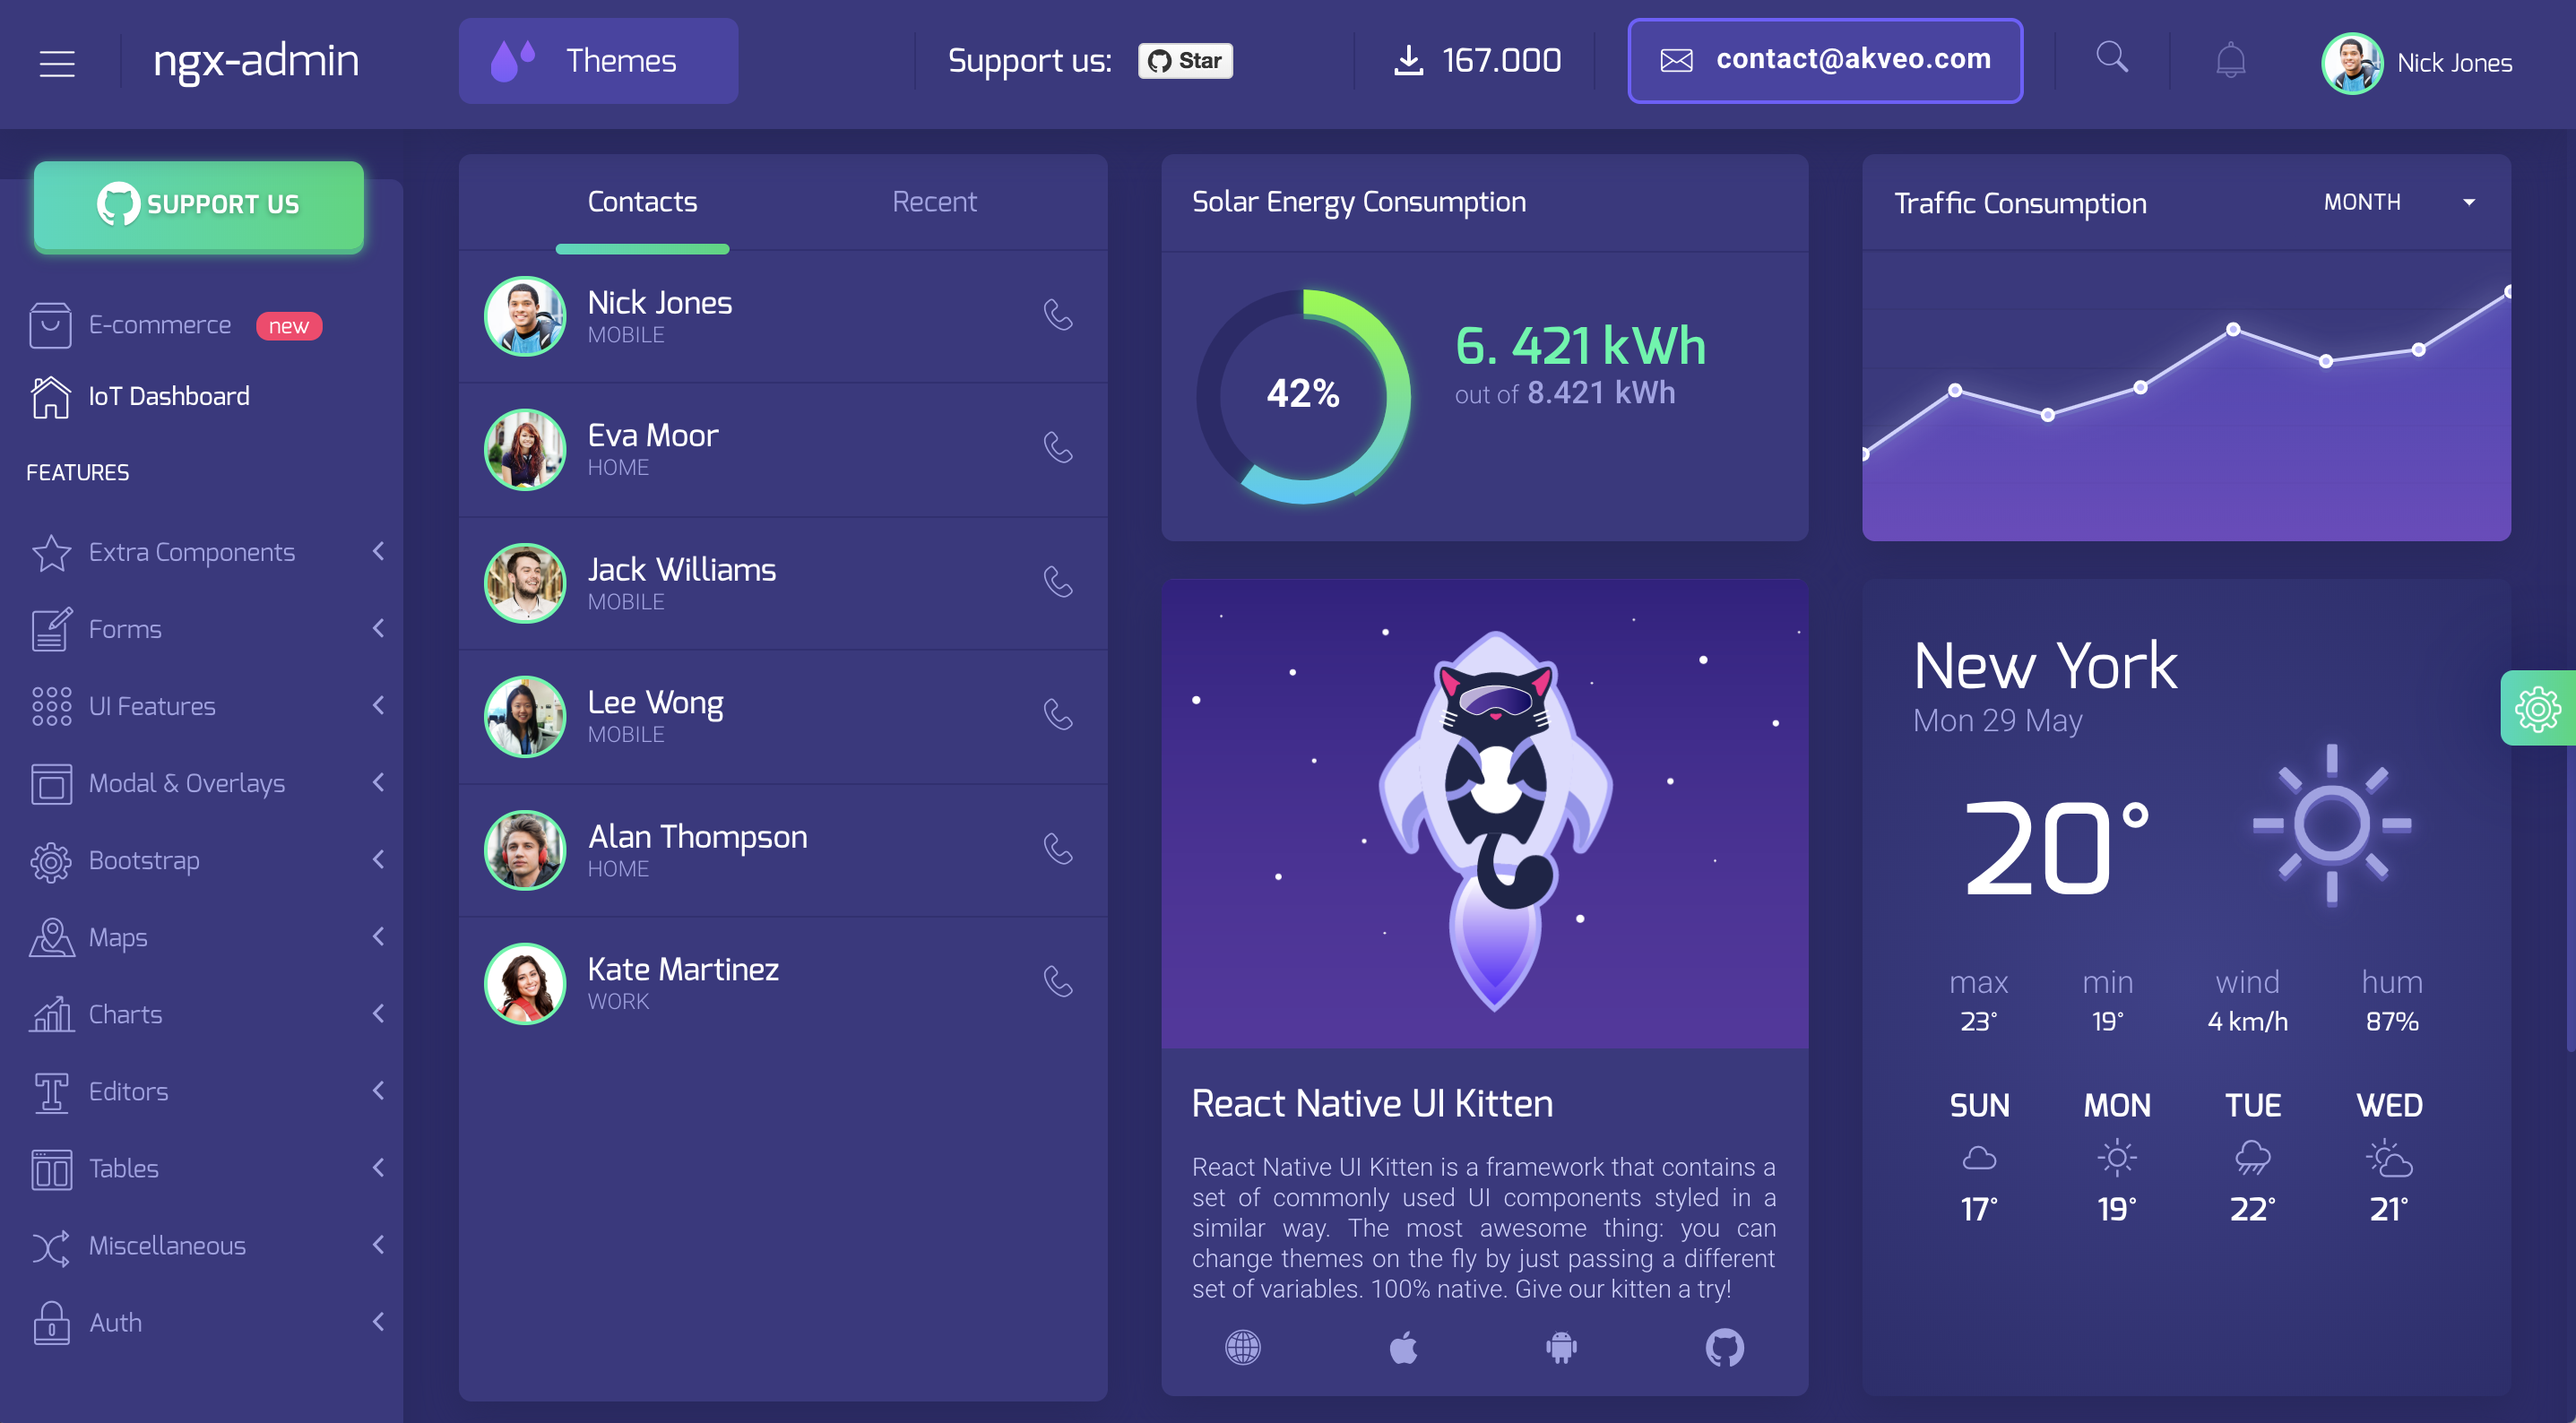 ngx-admin
Themes
Support us:
Star
167.000
contact@akveo.com
Nick Jones
SUPPORT US
E-commerce new
IoT Dashboard
FEATURES
Extra Components
Forms
UI Features
Modal & Overlays
Bootstrap
Maps
Charts
Editors
Tables
Miscellaneous
Auth
Contacts Recent
Nick Jones
MOBILE
Eva Moor
HOME
Jack Williams
MOBILE
Lee Wong
MOBILE
Alan Thompson
HOME
Kate Martinez
WORK
Solar Energy Consumption
42%
6. 421 kWh
out of 8.421 kWh
React Native UI Kitten
React Native UI Kitten is a framework that contains a
set of commonly used UI components styled in a
similar way. The most awesome thing: you can
change themes on the fly by just passing a different
set of variables. 100% native. Give our kitten a try!
Traffic Consumption MONTH
New York
Mon 29 May
20°
max min wind hum
23° 19° 4 km/h 87%
SUN MON TUE WED
17° 19° 22° 21°